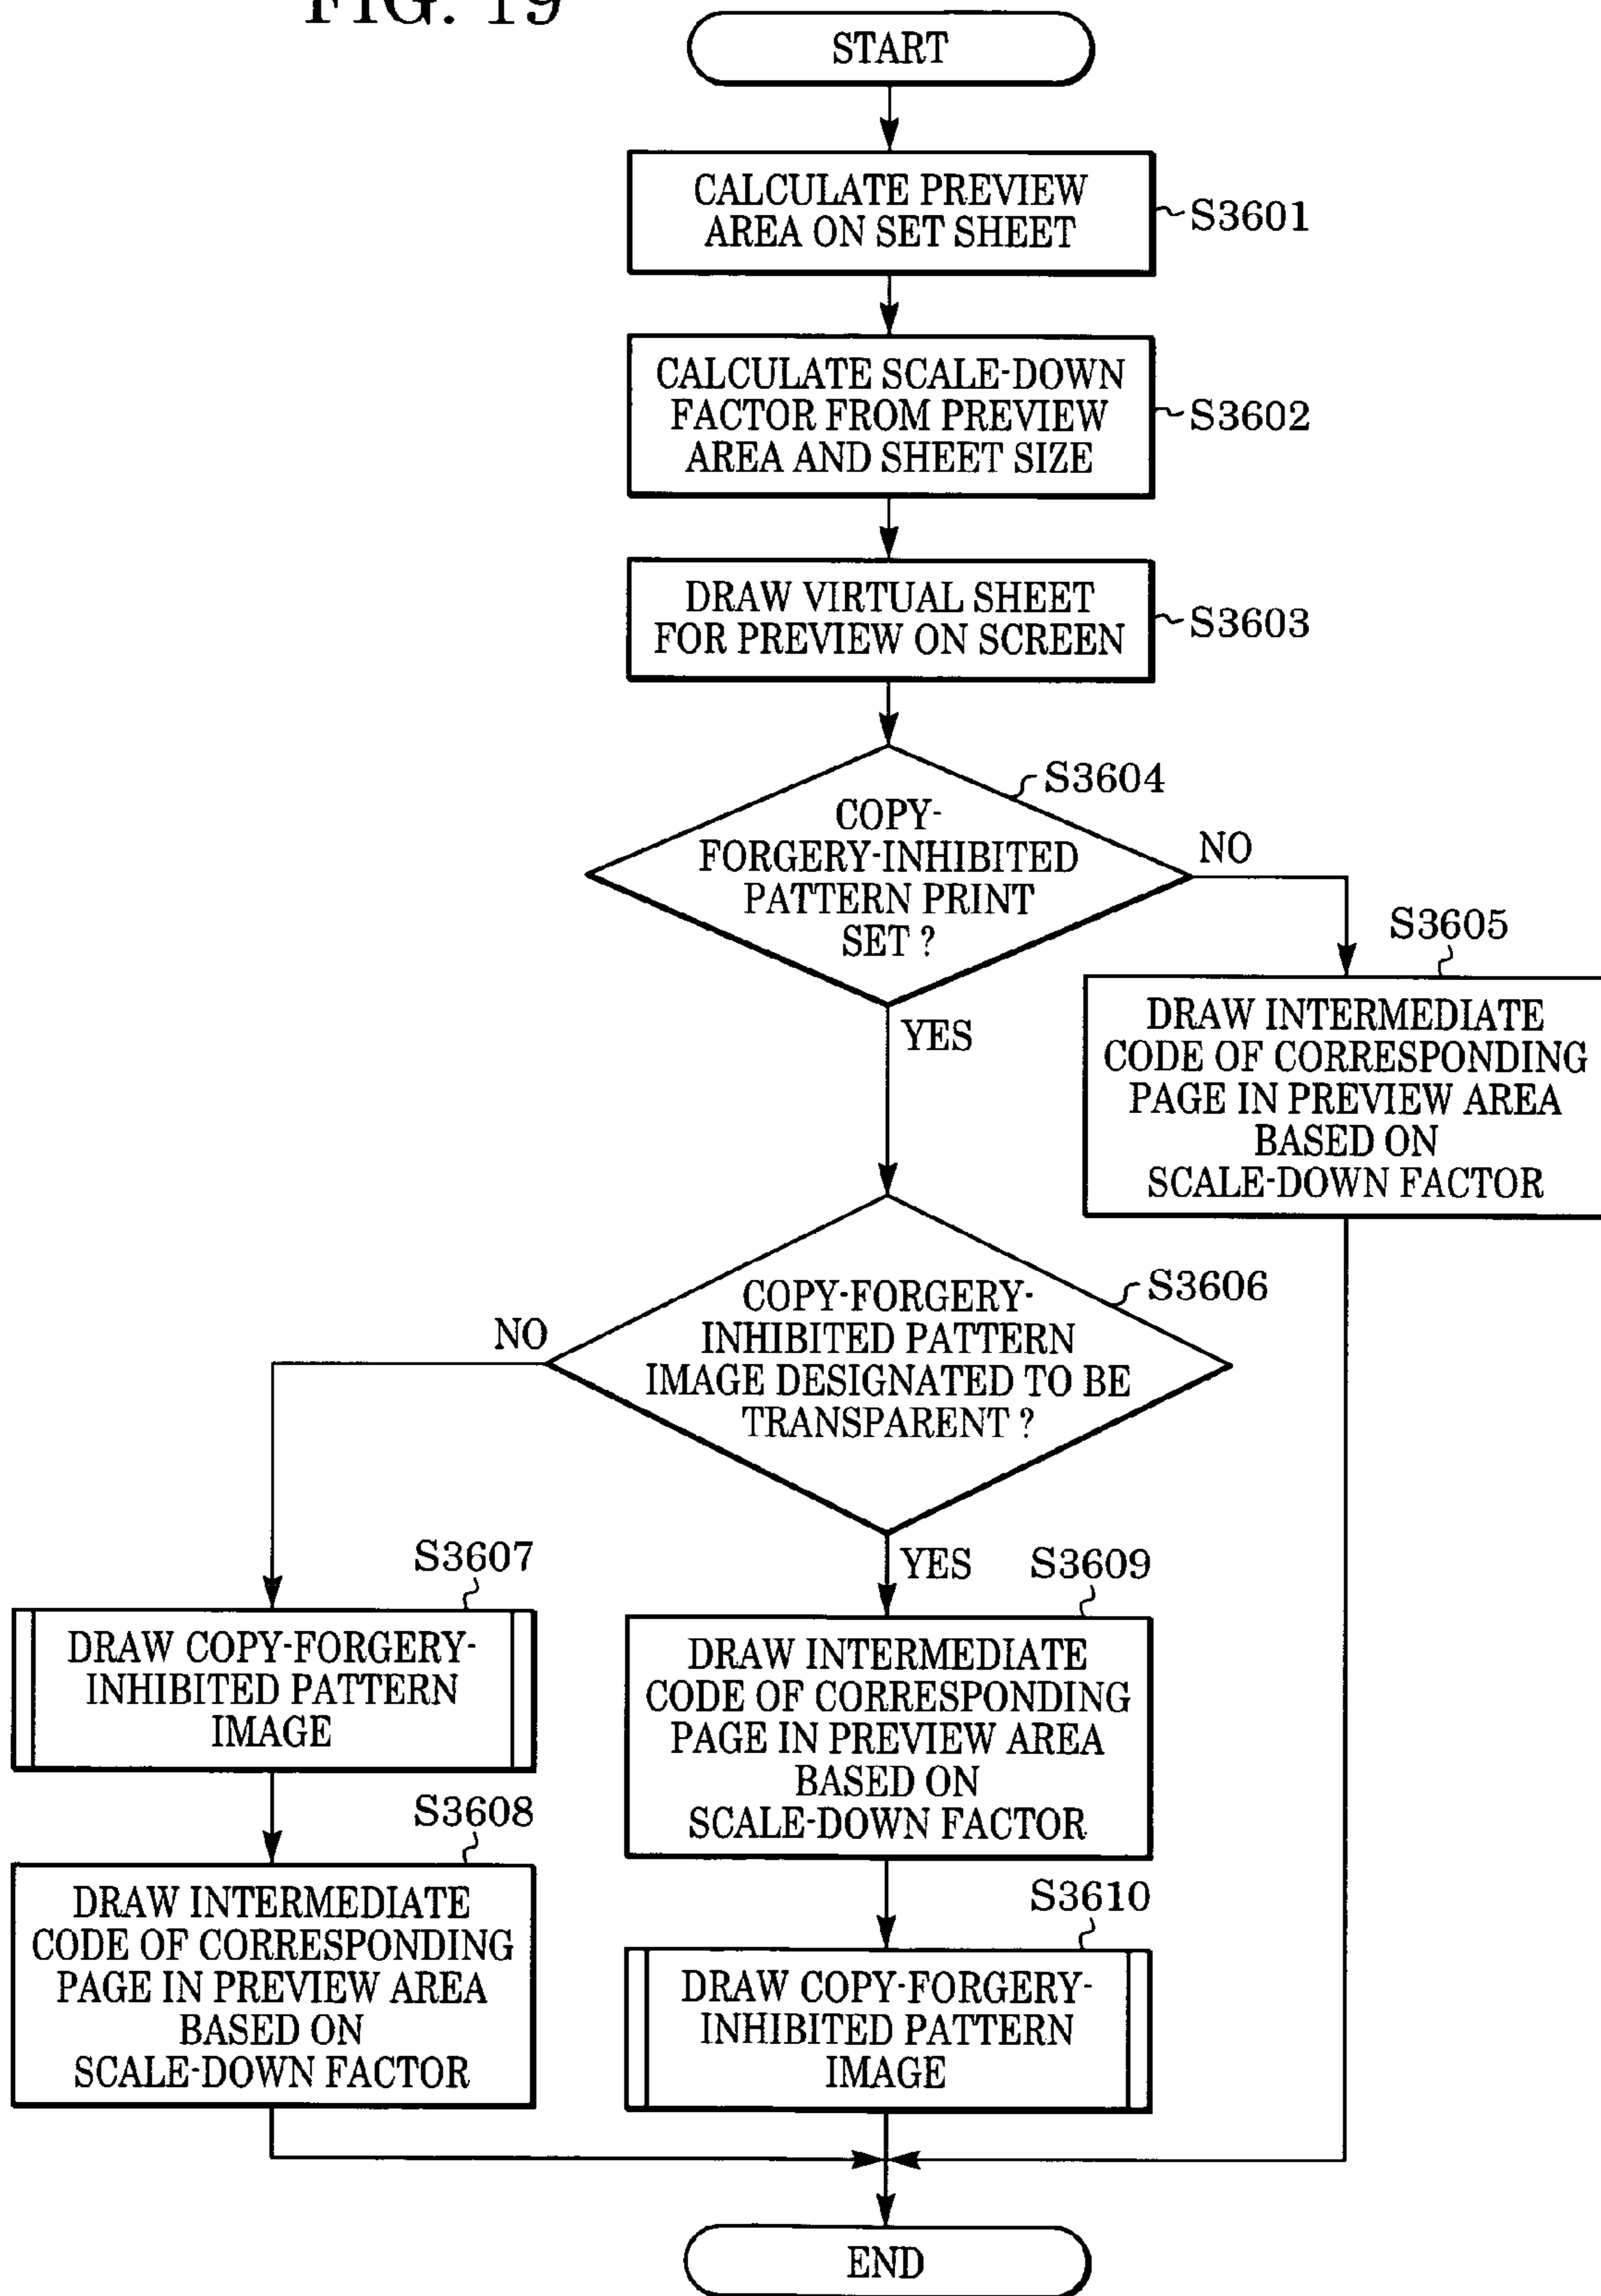 FIG. 19
START
CALCULATE PREVIEW
AREA ON SET SHEET
S3601
CALCULATE SCALE-DOWN
FACTOR FROM PREVIEW
AREA AND SHEET SIZE
S3602
DRAW VIRTUAL SHEET
FOR PREVIEW ON SCREEN
S3603
S3604
COPY-
FORGERY-INHIBITED
PATTERN PRINT
SET ?
NO
YES
S3605
DRAW INTERMEDIATE
CODE OF CORRESPONDING
PAGE IN PREVIEW AREA
BASED ON
SCALE-DOWN FACTOR
S3606
COPY-FORGERY-
INHIBITED PATTERN
IMAGE DESIGNATED TO BE
TRANSPARENT ?
NO
YES
S3607
DRAW COPY-FORGERY-
INHIBITED PATTERN
IMAGE
S3608
DRAW INTERMEDIATE
CODE OF CORRESPONDING
PAGE IN PREVIEW AREA
BASED ON
SCALE-DOWN FACTOR
S3609
DRAW INTERMEDIATE
CODE OF CORRESPONDING
PAGE IN PREVIEW AREA
BASED ON
SCALE-DOWN FACTOR
S3610
DRAW COPY-FORGERY-
INHIBITED PATTERN
IMAGE
END